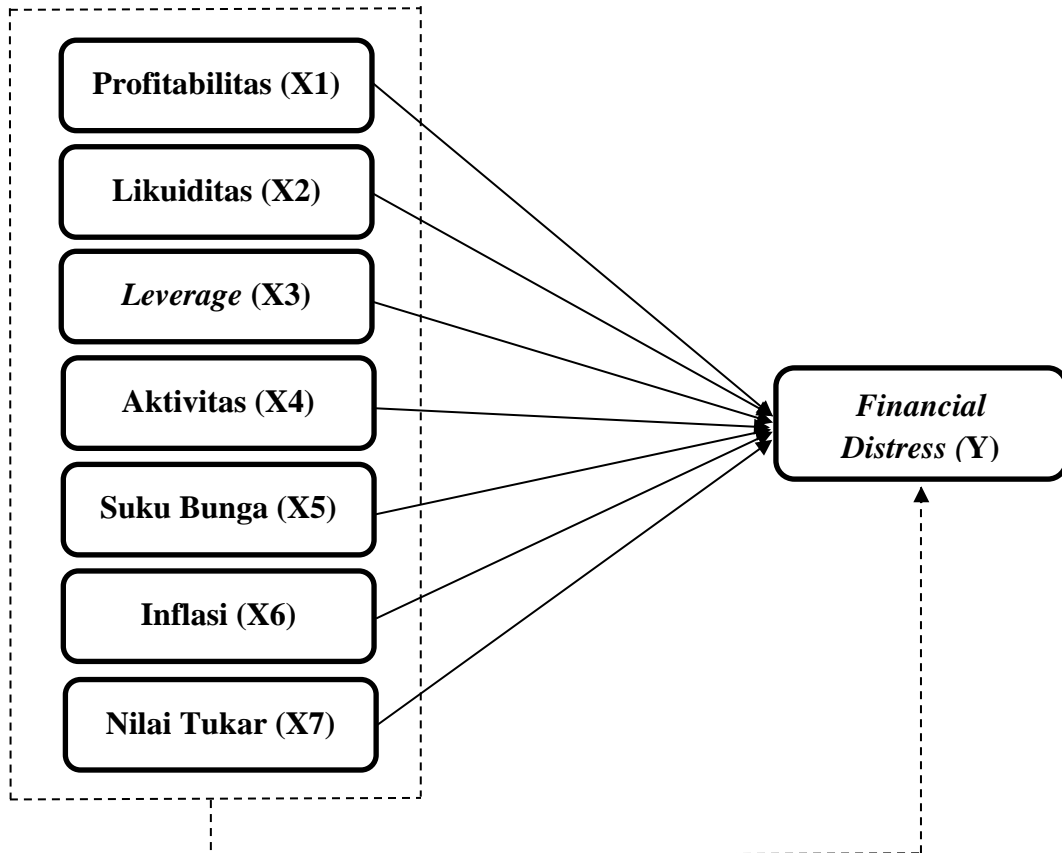 Profitabilitas (X1)
Likuiditas (X2)
Leverage (X3)
Aktivitas (X4)
Suku Bunga (X5)
Inflasi (X6)
Nilai Tukar (X7)
Financial
Distress (Y)